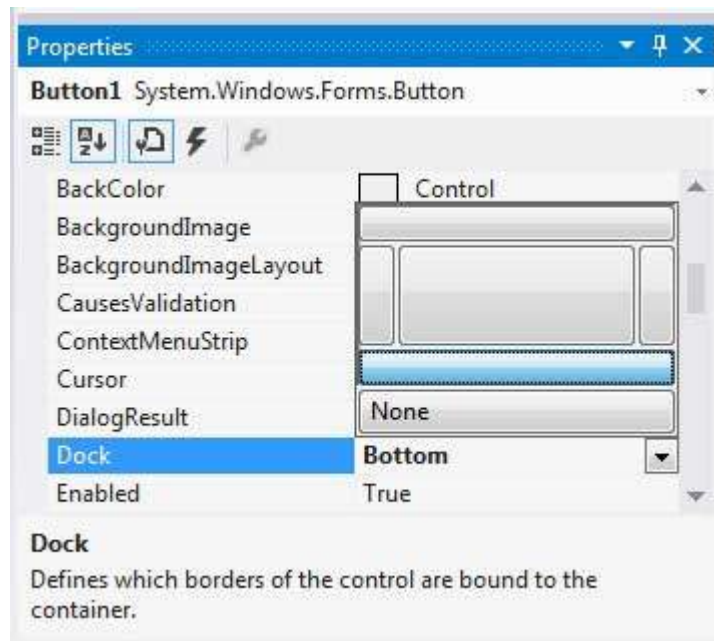 Properties
Button1 System.Windows.Forms.Button
BackColor Control
BackgroundImage
BackgroundImageLayout
CausesValidation
ContextMenuStrip
Cursor
DialogResult None
Dock Bottom
Enabled True
Dock
Defines which borders of the control are bound to the
container.